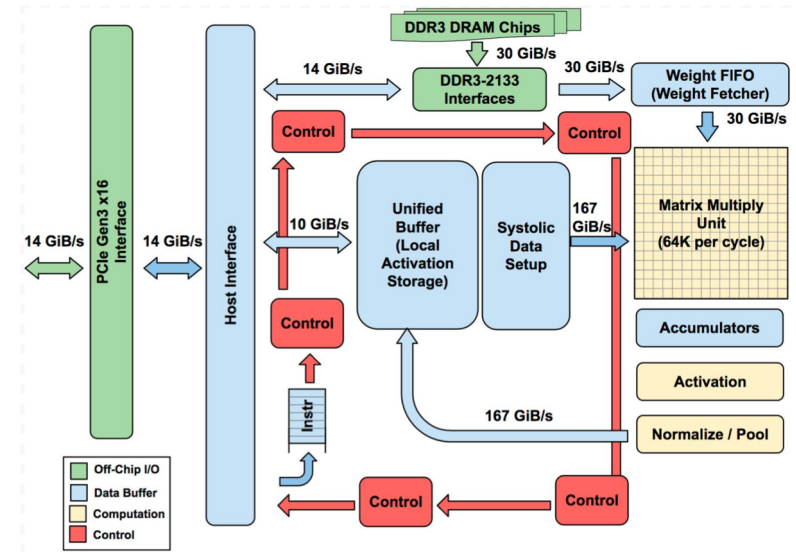 DDR3 DRAM Chips
30 GiB/s
14 GiB/s
DDR3-2133
Interfaces
30 GiB/s
Weight FIFO
(Weight Fetcher)
30 GiB/s
Control
Control
PCIe Gen3 x16
Interface
14 GiB/s
14 GiB/s
Host Interface
10 GiB/s
Unified
Buffer
(Local
Activation
Storage)
Systolic
Data
Setup
167
GiB/s
Matrix Multiply
Unit
(64K per cycle)
Control
Accumulators
Activation
Instr
167 GiB/s
Normalize / Pool
Off-Chip I/O
Data Buffer
Computation
Control
Control
Control